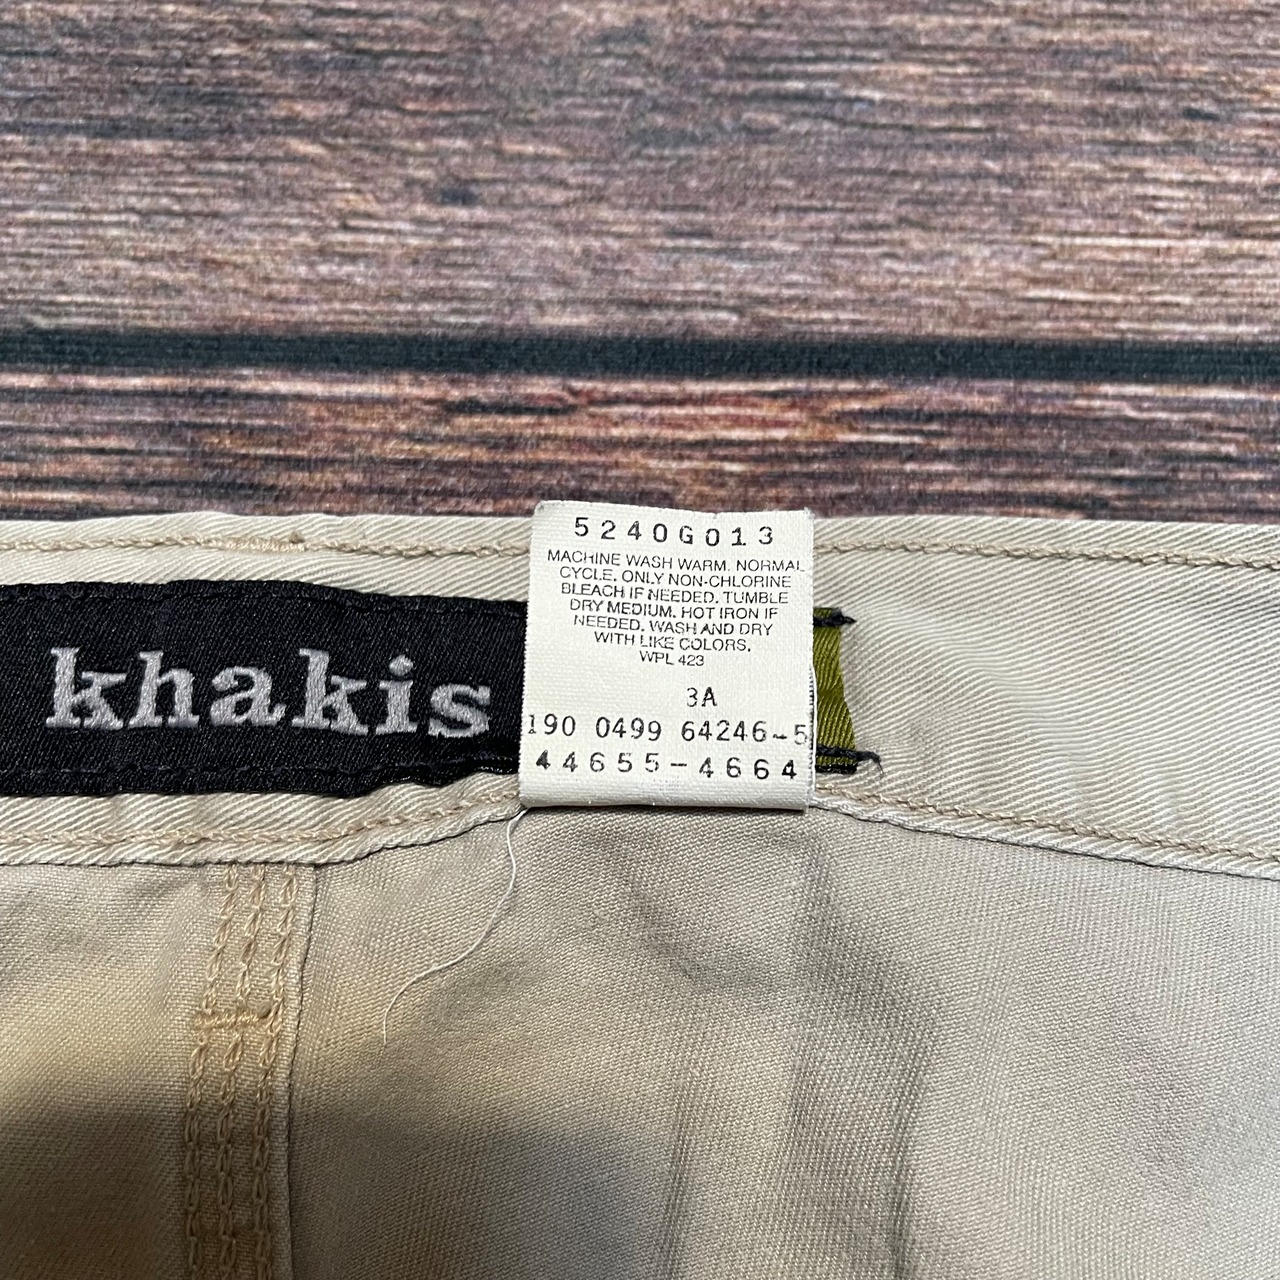 5240G013
MACHINE WASH WARM. NORMAL
CYCLE. ONLY NON-CHLORINE
BLEACH IF NEEDED. TUMBLE
DRY MEDIUM. HOT IRON IF
NEEDED. WASH AND DRY
WITH LIKE COLORS.
WPL 423
khakis
3A
190 0499 64246-5
44655-4664